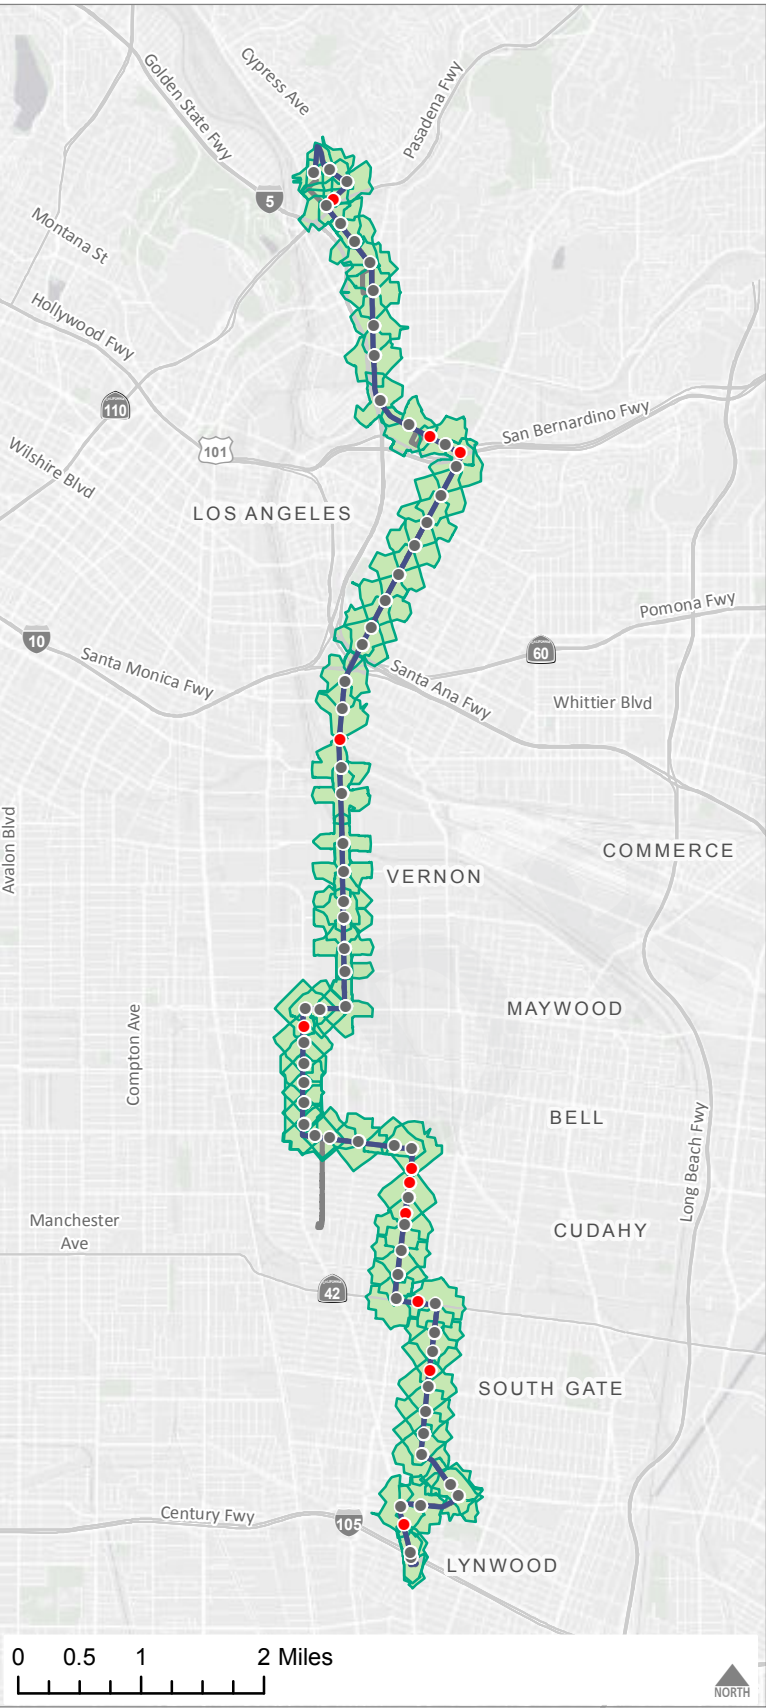 Cypress Ave
Golden State Fwy
Pasadena Fwy
5
Montana St
Hollywood Fwy
110
San Bernardino Fwy
101
Wilshire Blvd
LOS ANGELES
Pomona Fwy
10
60
Santa Monica Fwy
Santa Ana Fwy
Whittier Blvd
Avalon Blvd
COMMERCE
VERNON
MAYWOOD
Compton Ave
BELL
Long Beach Fwy
Manchester
Ave
CUDAHY
42
SOUTH GATE
Century Fwy
105
LYNWOOD
0 0.5 1 2 Miles
NORTH